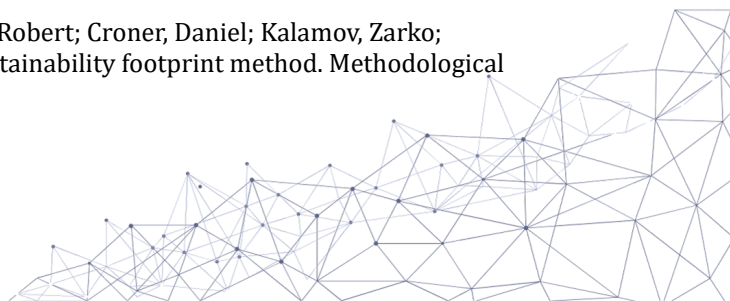 Robert; Croner, Daniel; Kalamov, Zarko;
tainability footprint method. Methodological